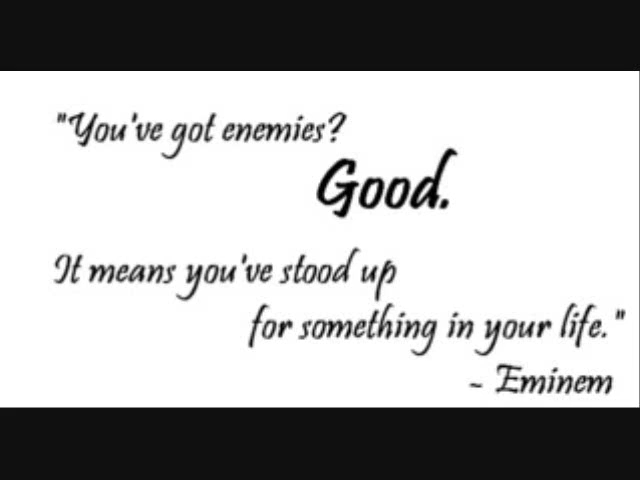 "You've got enemies?
Good.
It means you've stood up
for something in your life."
~ Eminem